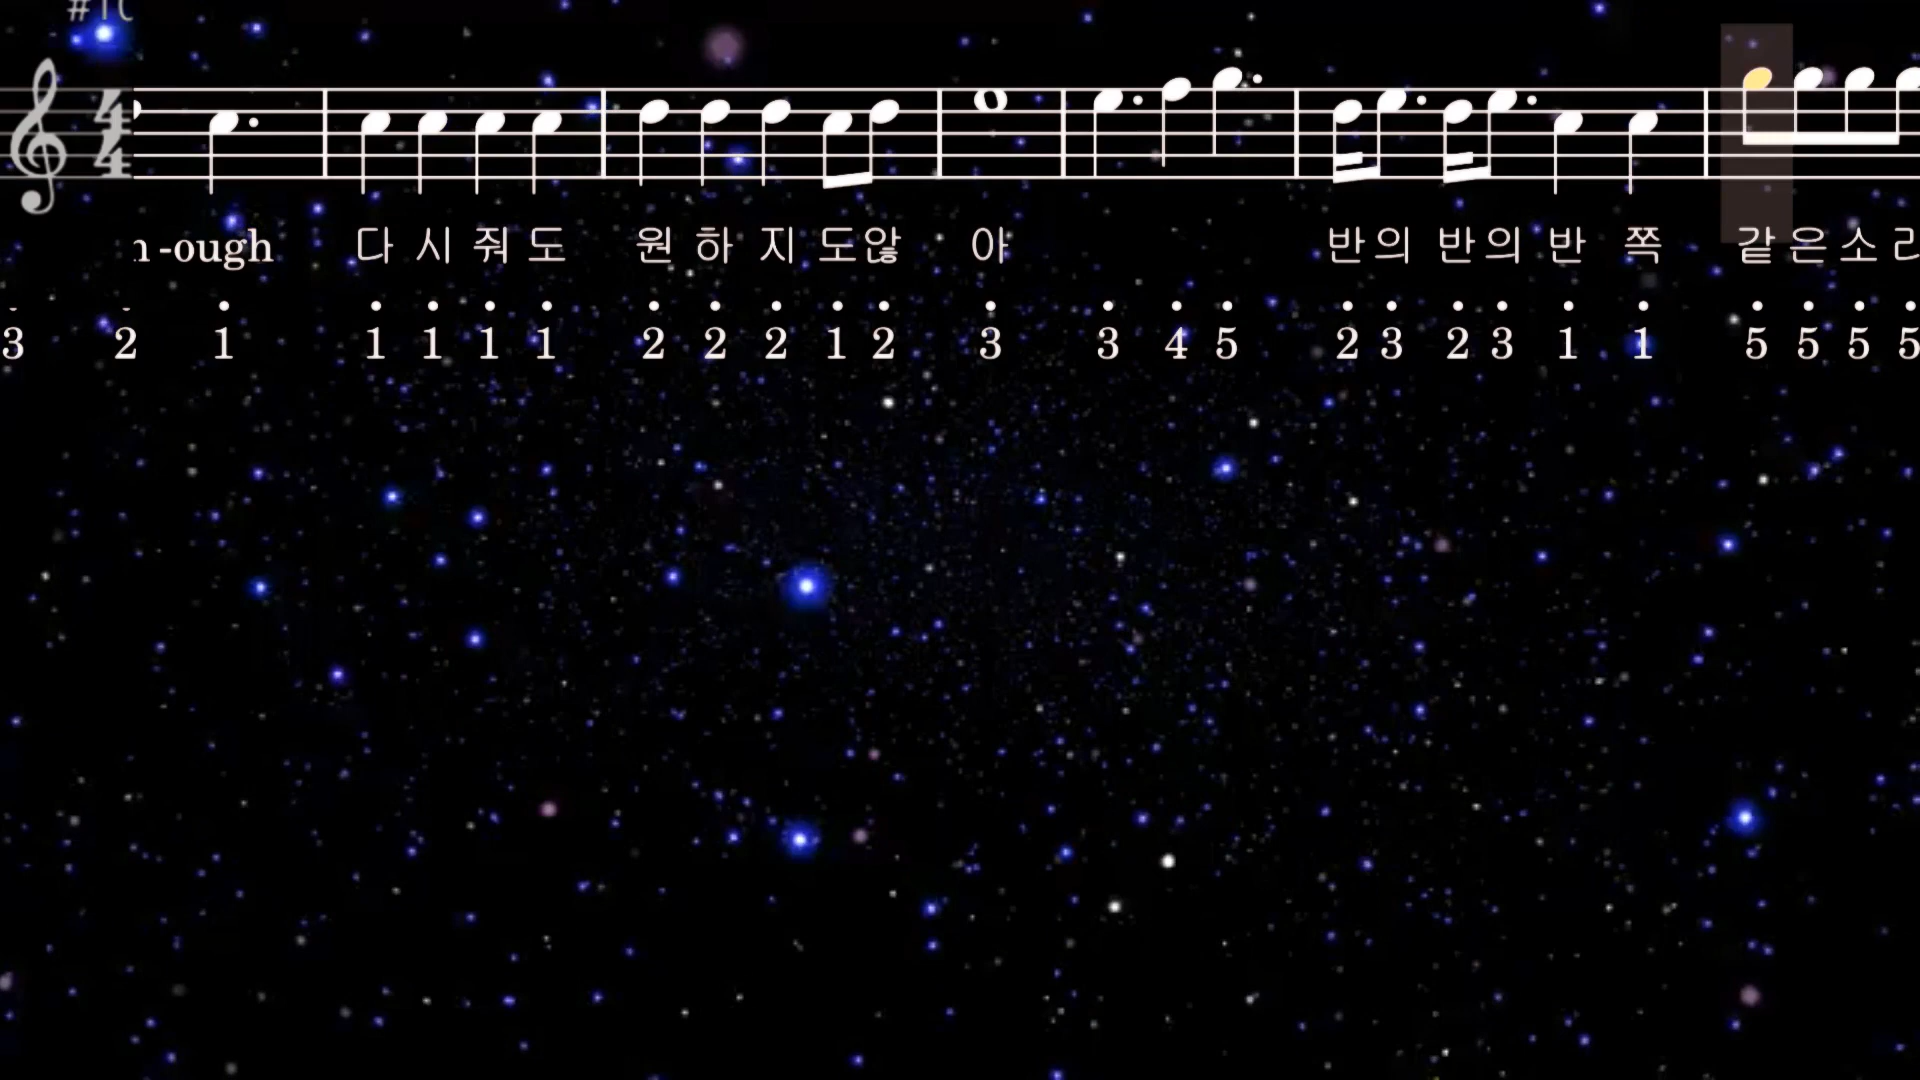 -ough 다 시 줘 도 원 하 지 도않 야 반의 반의 반 쪽 같은소리
3 2 1 1 1 1 1 2 2 2 1 2 3 3 4 5 2 3 2 3 1 1 5 5 5 5